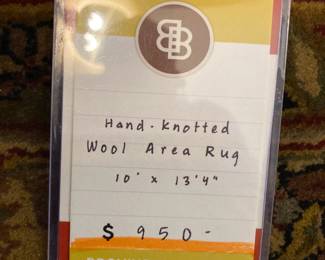 Hand-Knotted
Wool Area Rug
10' x 13'4"
$ 950-